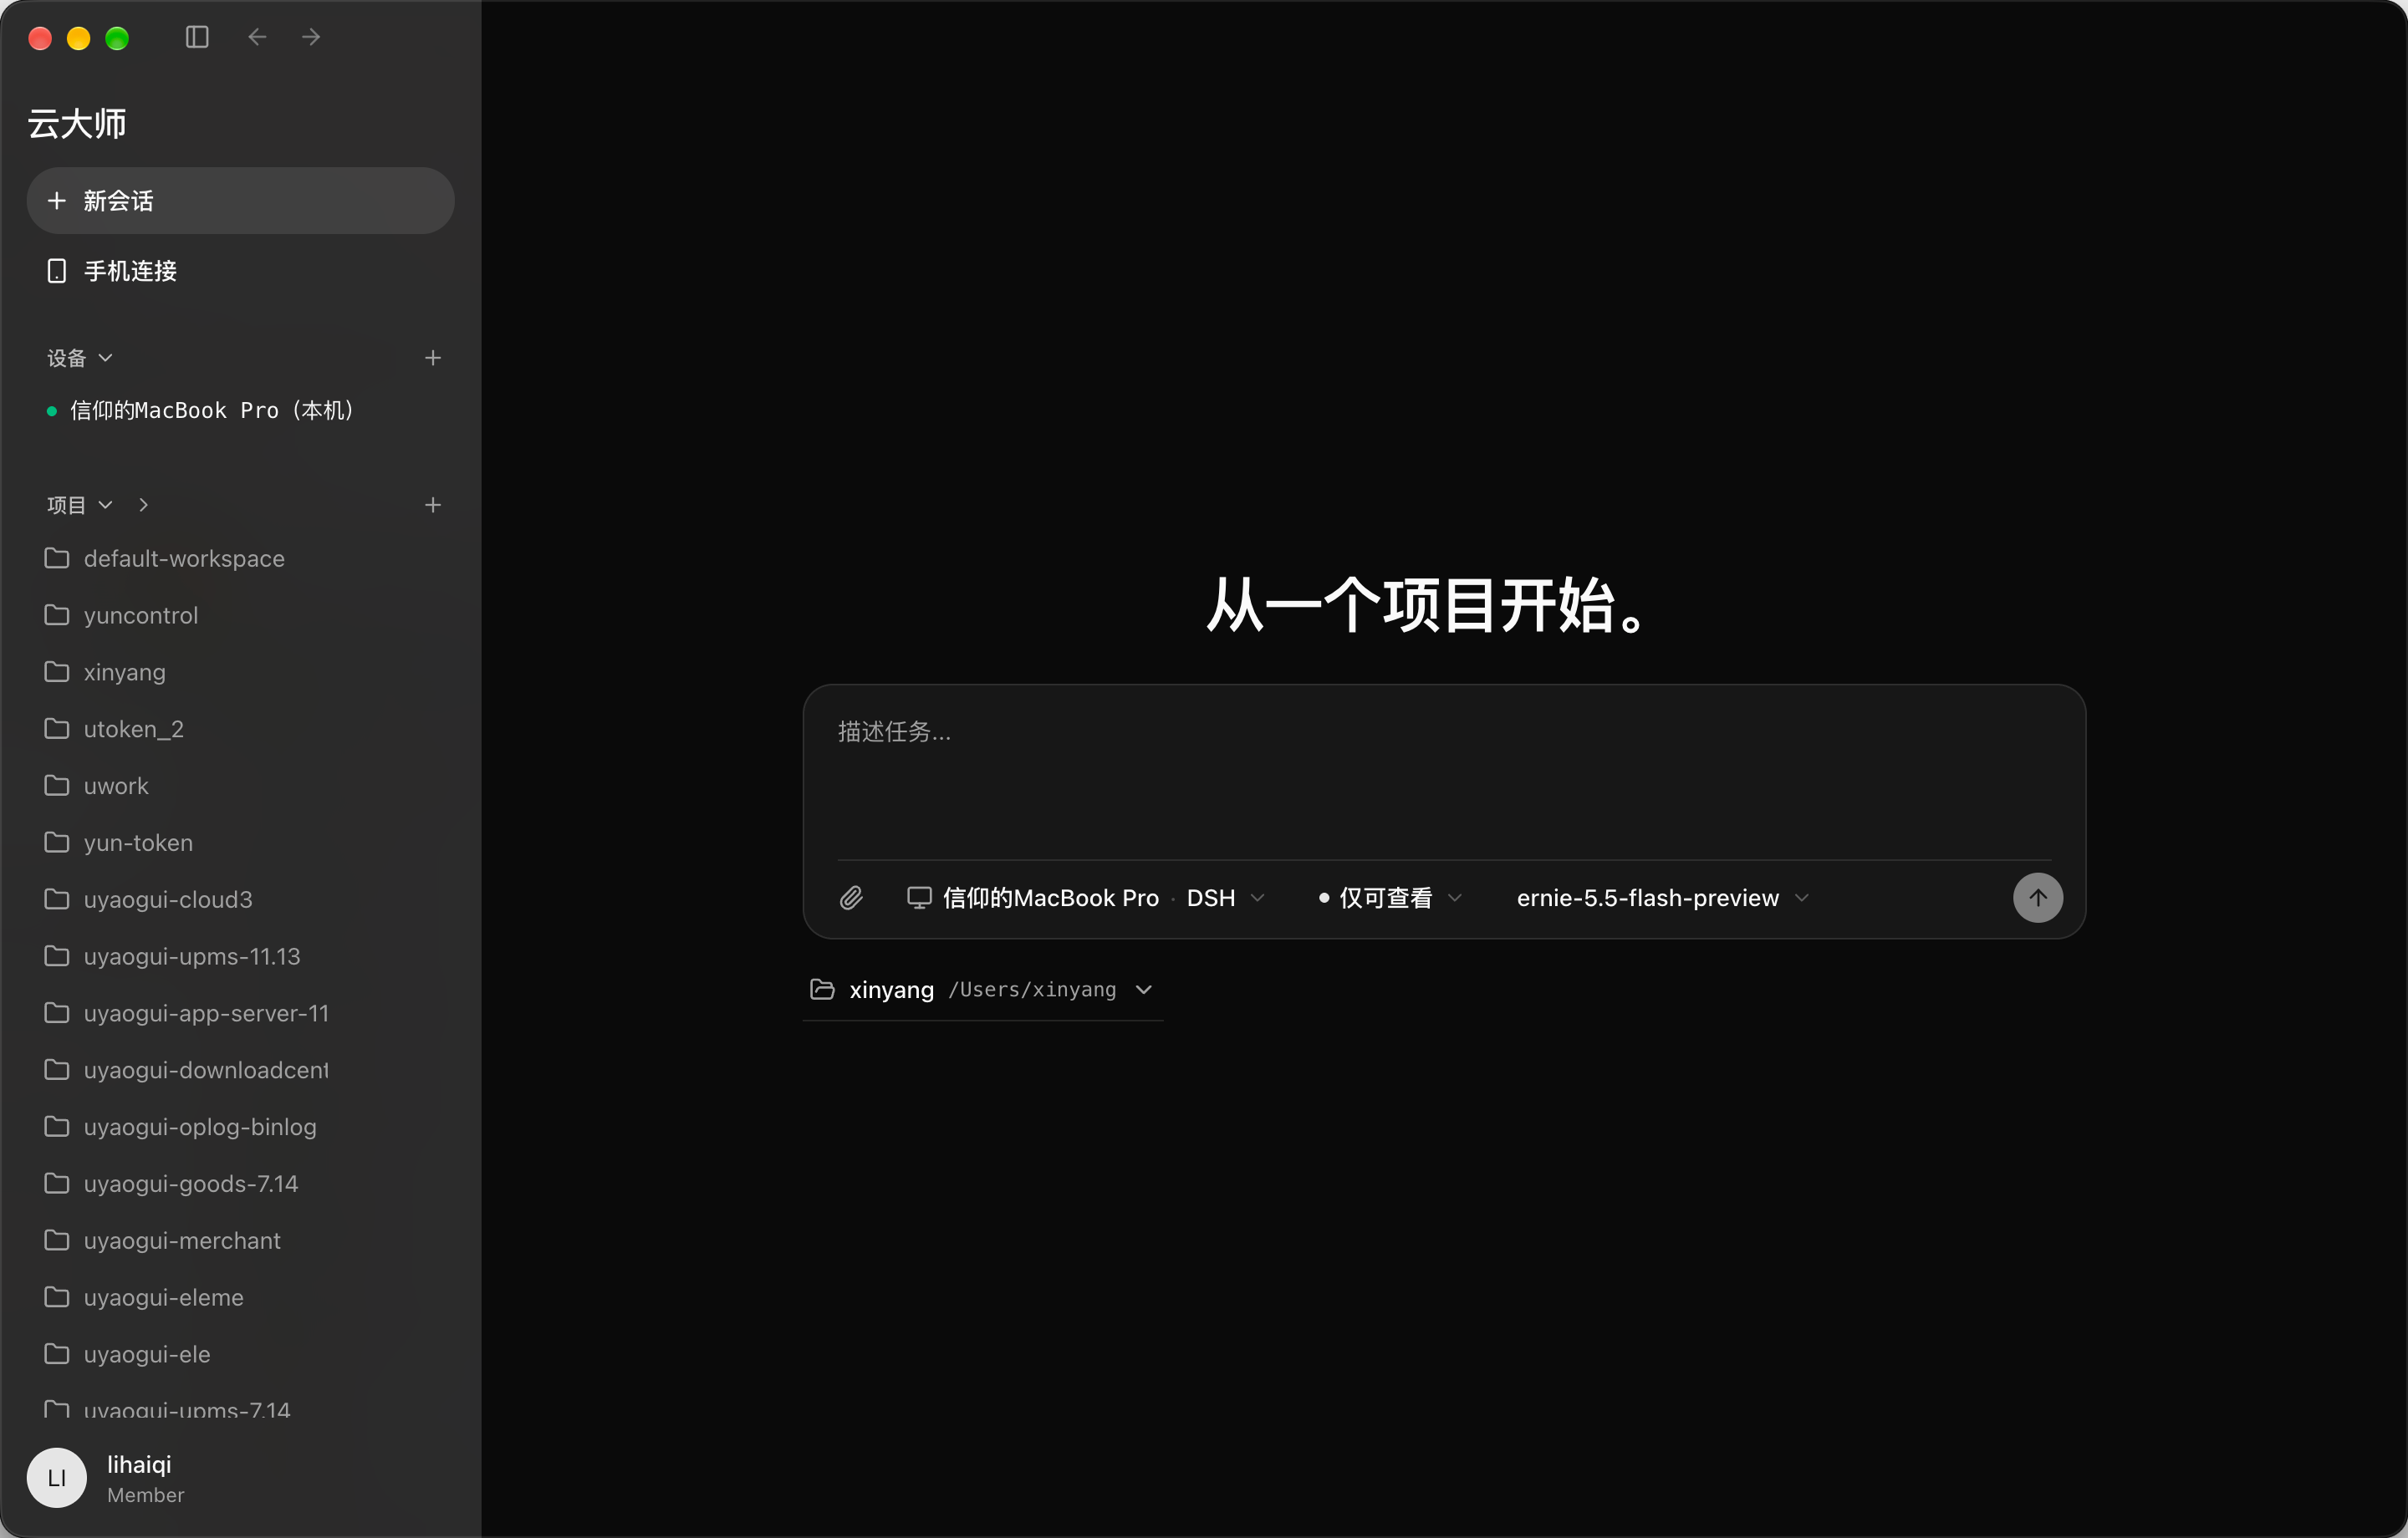 云大师
新会话
手机连接
设备
信仰的MacBook Pro（本机）
项目
default-workspace
yuncontrol
xinyang
utoken_2
uwork
yun-token
uyaogui-cloud3
uyaogui-upms-11.13
uyaogui-app-server-11
uyaogui-downloadcent
uyaogui-oplog-binlog
uyaogui-goods-7.14
uyaogui-merchant
uyaogui-eleme
uyaogui-ele
uyaogui-upms-7.14
LI
lihaiqi
Member
从一个项目开始。
描述任务...
信仰的MacBook Pro · DSH 仅可查看 ernie-5.5-flash-preview
xinyang /Users/xinyang